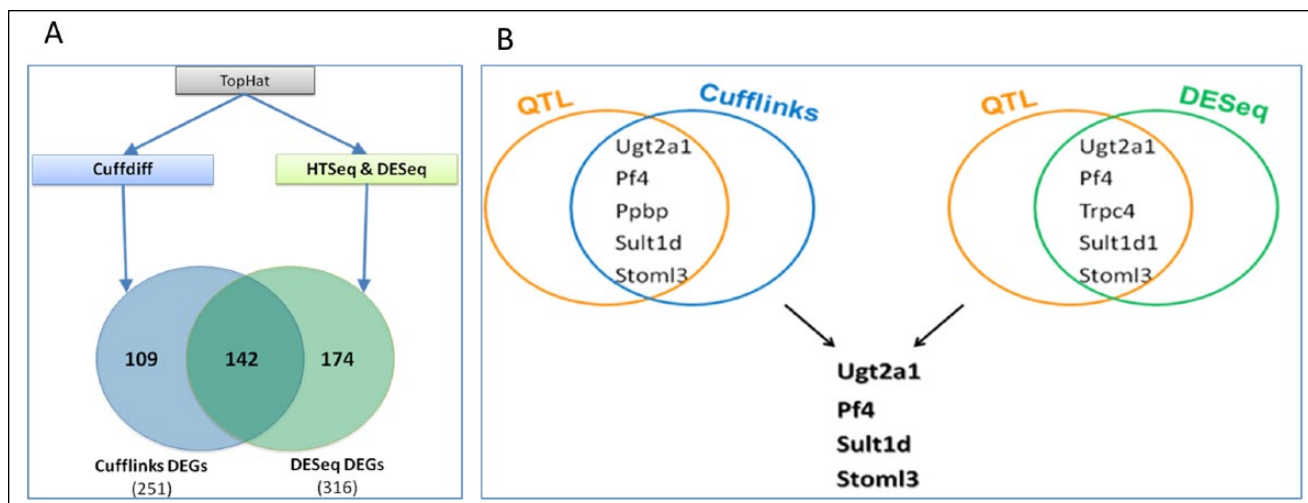 A
TopHat
Cuffdiff
HTSeq & DESeq
109
142
174
Cufflinks DEGs
(251)
DESeq DEGs
(316)
B
QTL
Cufflinks
Ugt2a1
Pf4
Ppbp
Sult1d
Stoml3
QTL
DESeq
Ugt2a1
Pf4
Trpc4
Sult1d1
Stoml3
Ugt2a1
Pf4
Sult1d
Stoml3